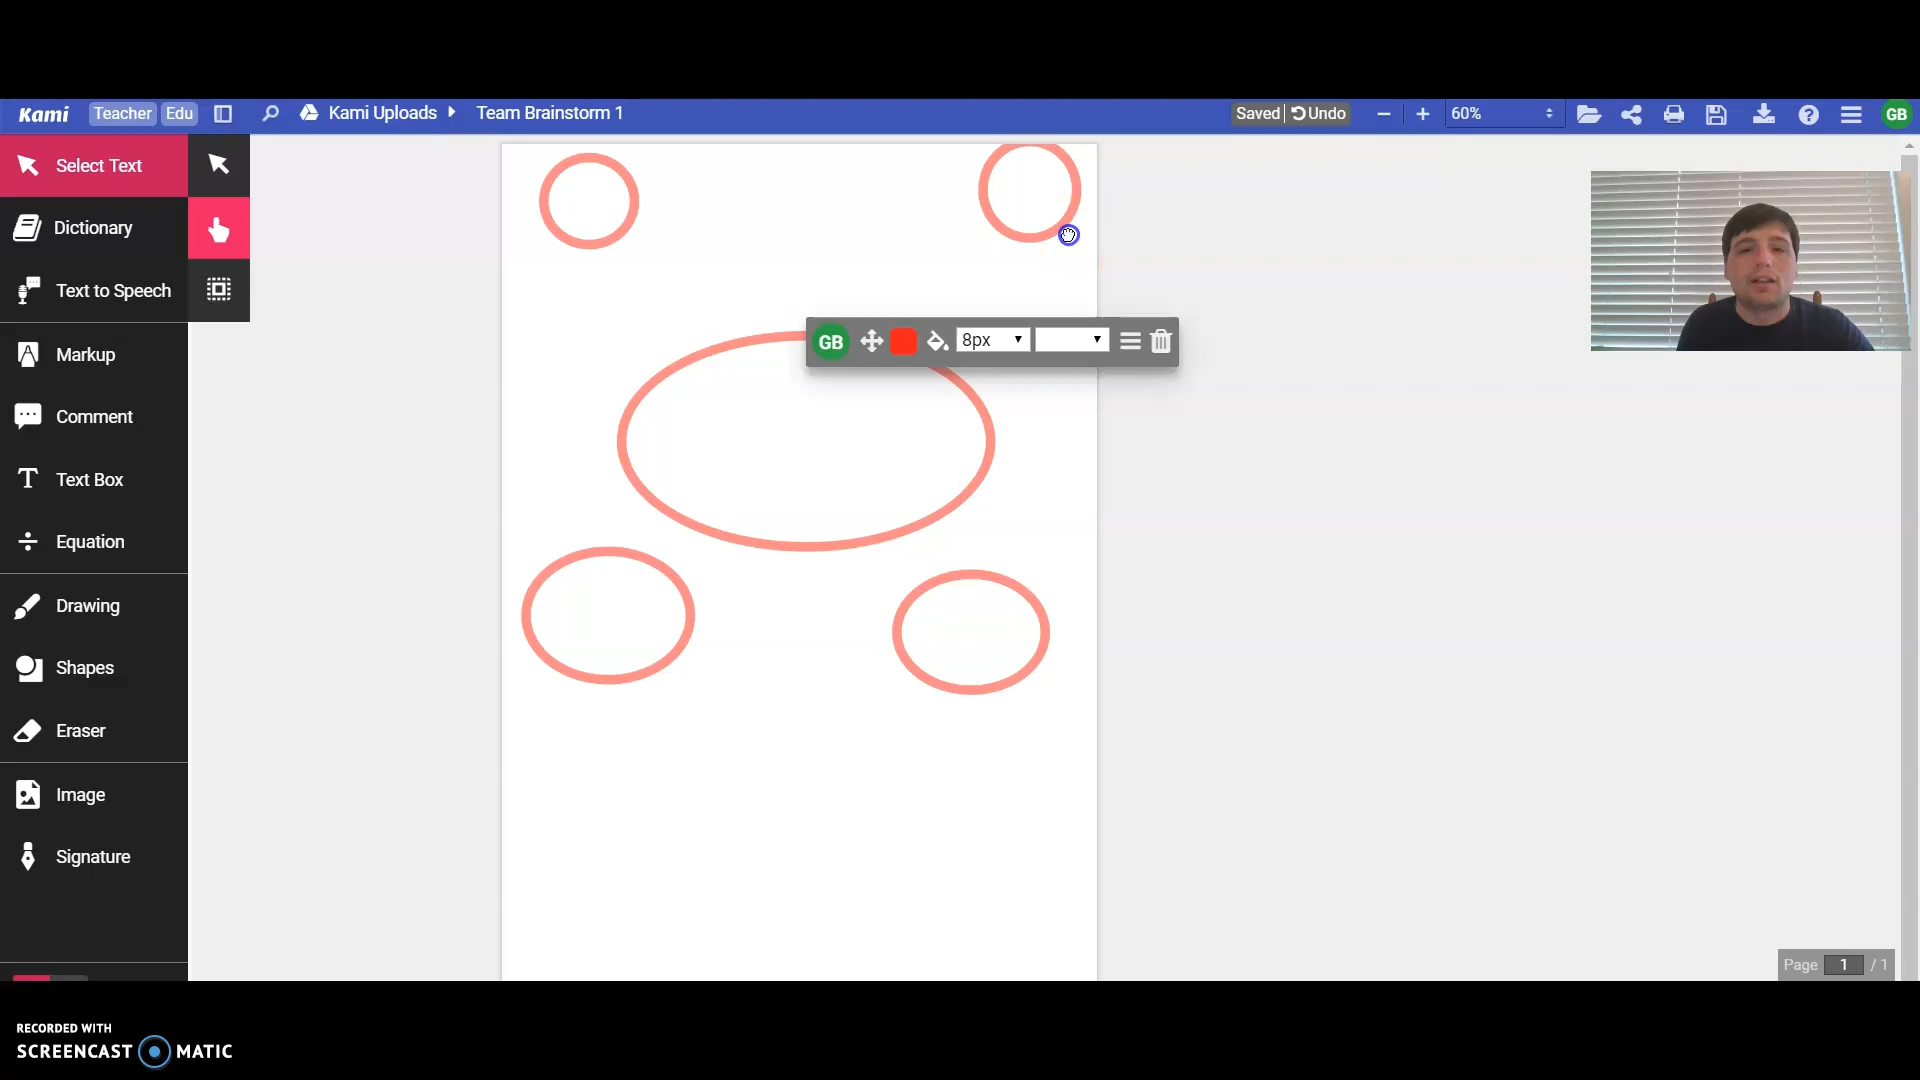 Kami Teacher Edu Kami Uploads Team Brainstorm 1 Saved Undo 60% GB
Select Text
Dictionary
Text to Speech
Markup
GB 8px
Comment
Text Box
Equation
Drawing
Shapes
Eraser
Image
Signature
Page 1 / 1
RECORDED WITH
SCREENCAST MATIC